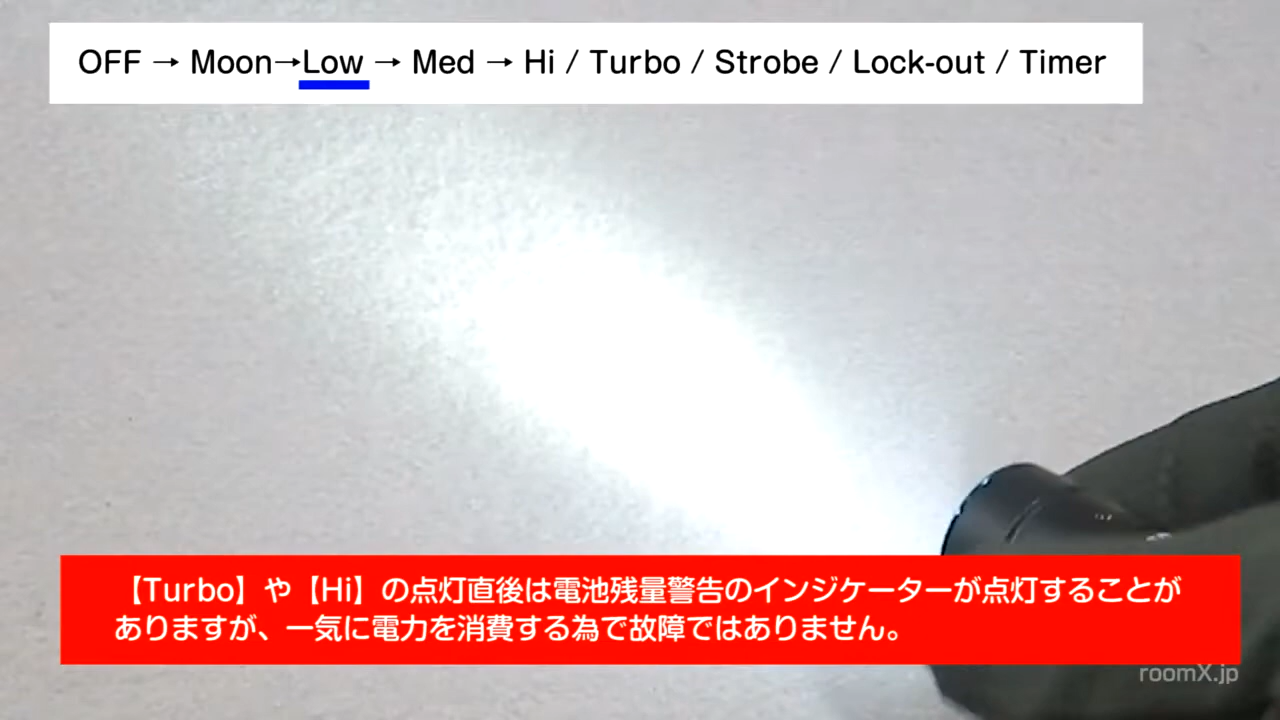 OFF → Moon→Low → Med → Hi / Turbo / Strobe / Lock-out / Timer
【Turbo】や【Hi】の点灯直後は電池残量警告のインジケーターが点灯することが
ありますが、一気に電力を消費する為で故障ではありません。
roomX.jp